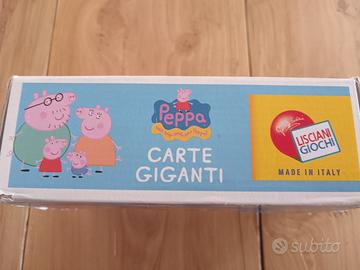 Peppa
CARTE
GIGANTI
LISCIANI
GIOCHI
MADE IN ITALY
subito